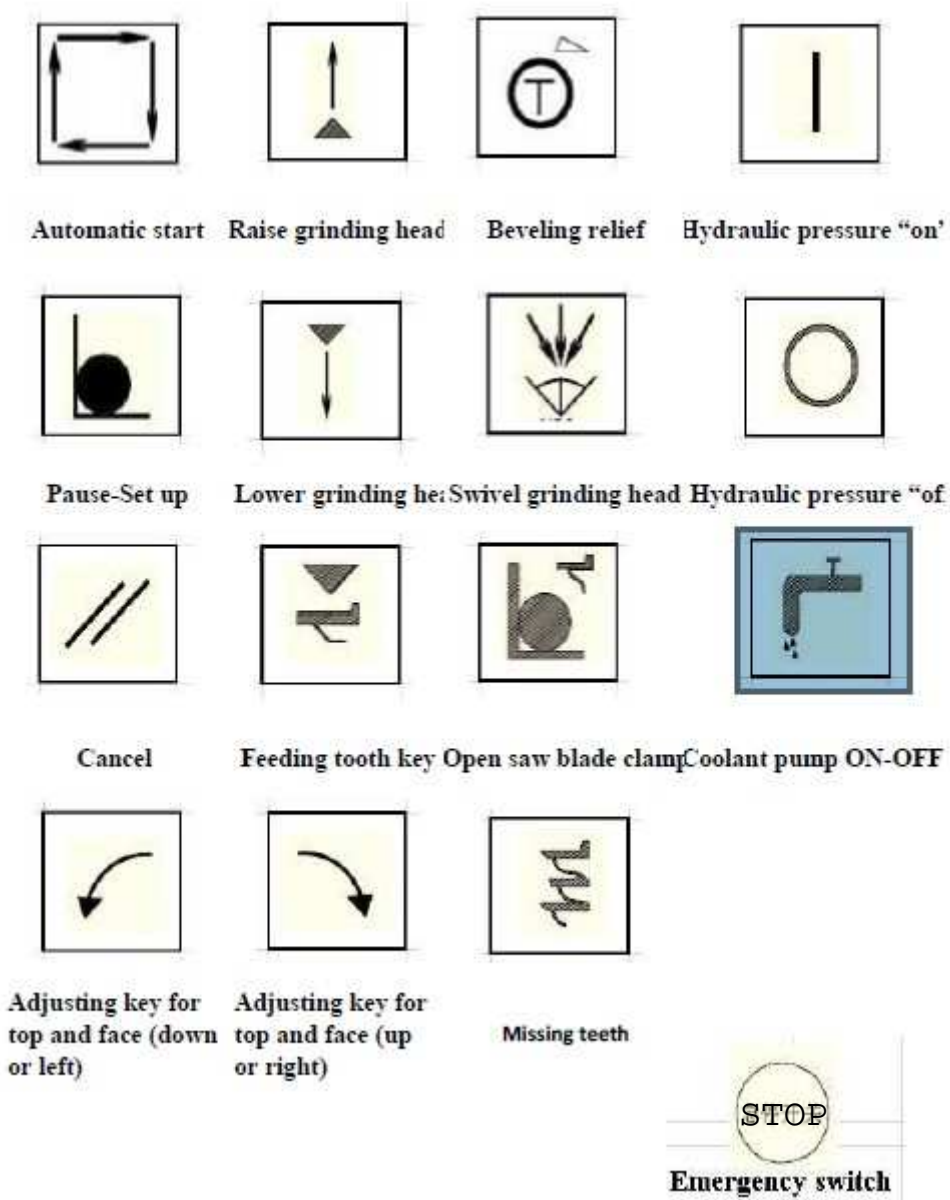 T
Automatic start
Raise grinding head
Beveling relief
Hydraulic pressure “on"
Pause-Set up
Lower grinding hea
Swivel grinding head
Hydraulic pressure “of
Cancel
Feeding tooth key
Open saw blade clamp
Coolant pump ON-OFF
Adjusting key for
top and face (down
or left)
Adjusting key for
top and face (up
or right)
Missing teeth
STOP
Emergency switch